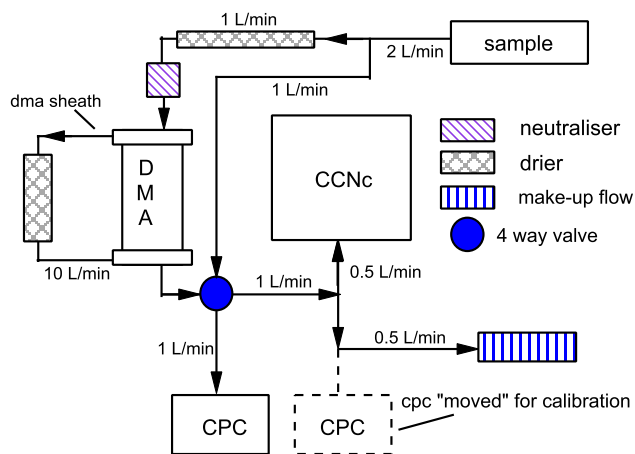 1 L/min
2 L/min
sample
1 L/min
dma sheath
neutraliser
D
M
A
CCNc
drier
make-up flow
4 way valve
10 L/min
1 L/min
0.5 L/min
1 L/min
0.5 L/min
cpc "moved" for calibration
CPC
CPC